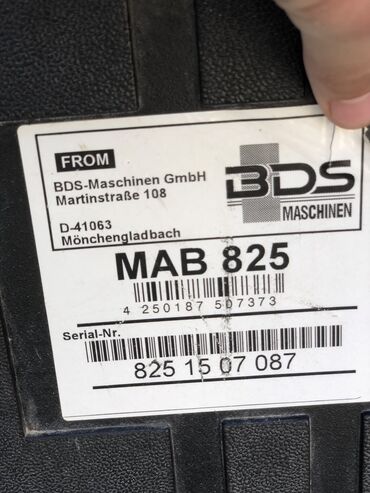 FROM
BDS-Maschinen GmbH
Martinstraße 108
D-41063
Mönchengladbach
BDS
MASCHINEN
MAB 825
4 250187 507373
Serial-Nr.
825 15 07 087